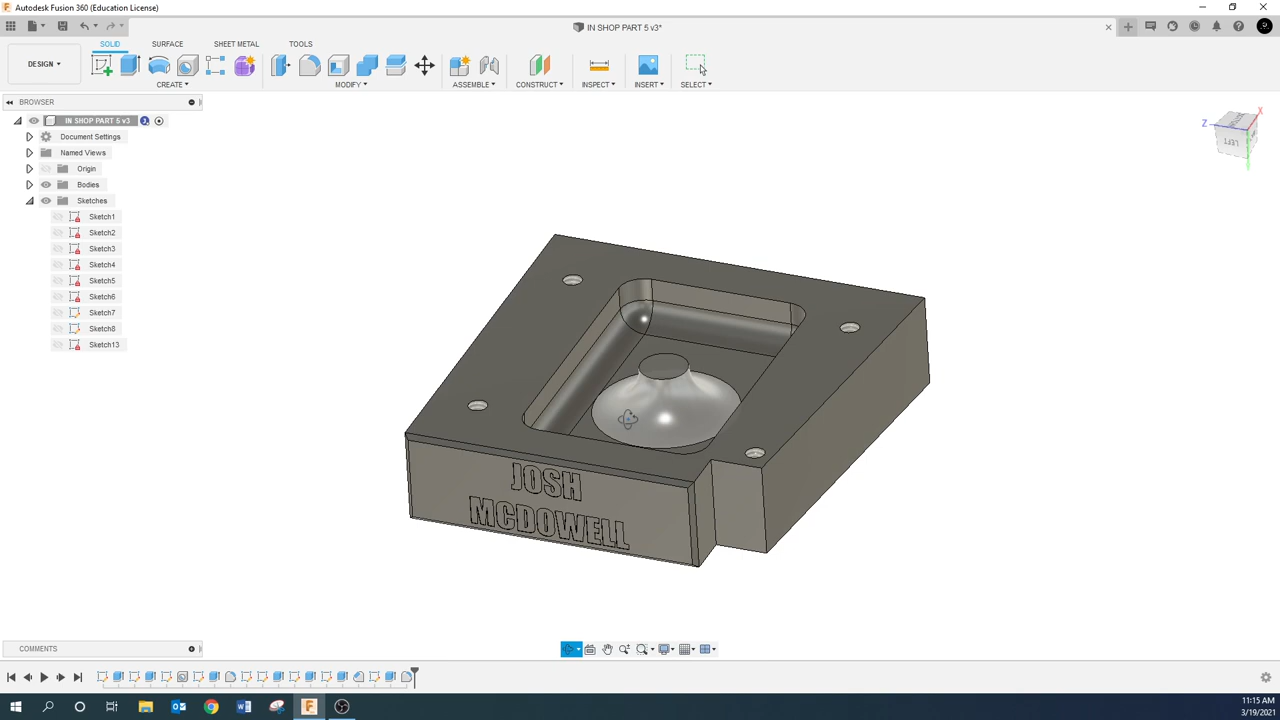 Autodesk Fusion 360 (Education License)
IN SHOP PART 5 v3*
SOLID SURFACE SHEET METAL TOOLS
DESIGN
CREATE MODIFY ASSEMBLE CONSTRUCT INSPECT INSERT SELECT
BROWSER
IN SHOP PART 5 v3
Document Settings
Named Views
Origin
Bodies
Sketches
Sketch1
Sketch2
Sketch3
Sketch4
Sketch5
Sketch6
Sketch7
Sketch8
Sketch13
X
Z
LEFT
JOSH
MCDOWELL
COMMENTS
11:15 AM
3/19/2021